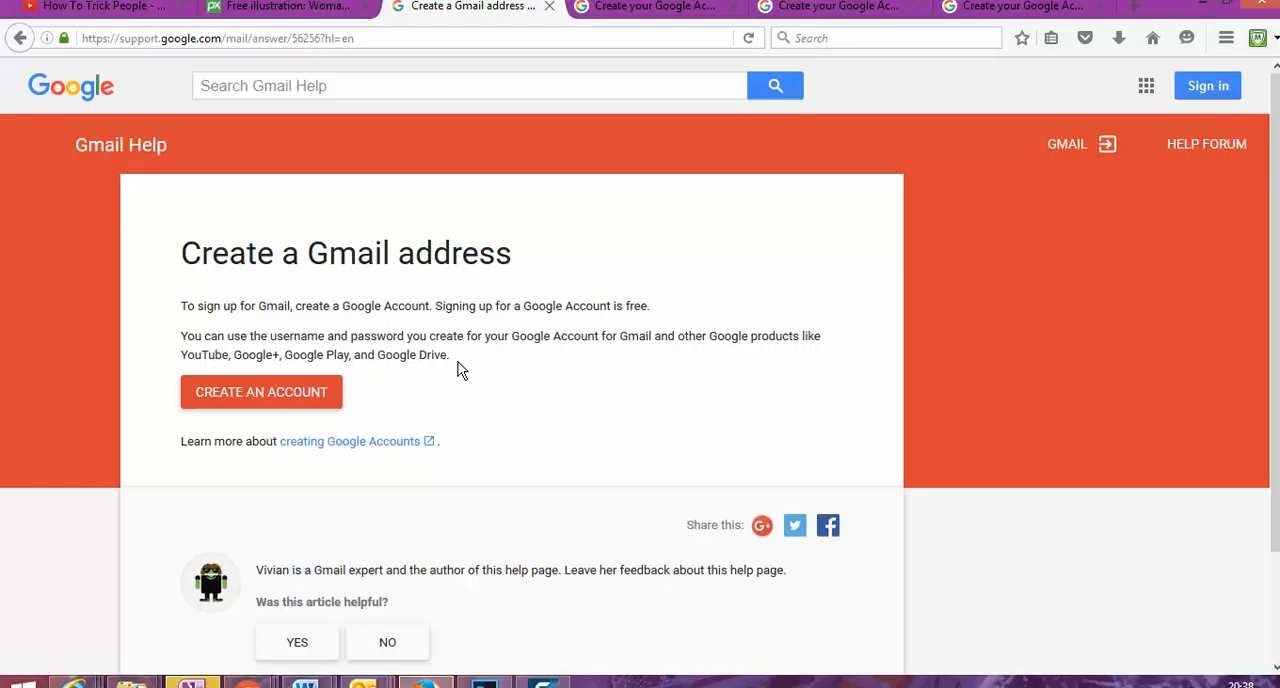 How To Trick People - ...
Free illustration: Woma...
Create a Gmail address ...
Create your Google Ac...
Create your Google Ac...
Create your Google Ac...
https://support.google.com/mail/answer/56256?hl=en
Search
Google
Search Gmail Help
Sign in
Gmail Help
GMAIL
HELP FORUM
Create a Gmail address
To sign up for Gmail, create a Google Account. Signing up for a Google Account is free.
You can use the username and password you create for your Google Account for Gmail and other Google products like
YouTube, Google+, Google Play, and Google Drive.
CREATE AN ACCOUNT
Learn more about creating Google Accounts .
Share this:
Vivian is a Gmail expert and the author of this help page. Leave her feedback about this help page.
Was this article helpful?
YES
NO
20:38